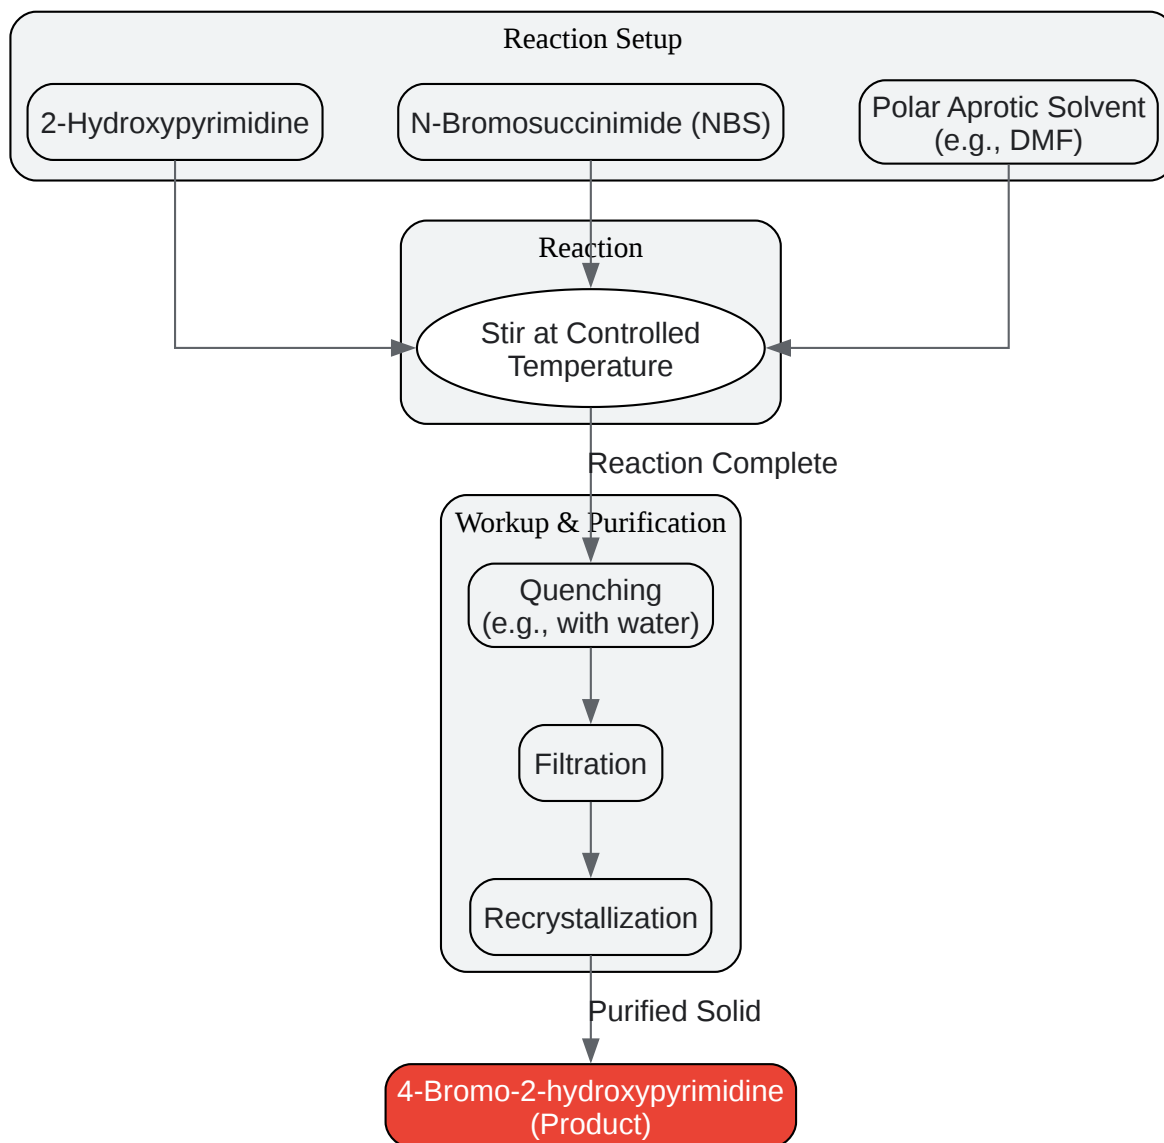 Reaction Setup
2-Hydroxypyrimidine
N-Bromosuccinimide (NBS)
Polar Aprotic Solvent
(e.g., DMF)
Reaction
Stir at Controlled
Temperature
Reaction Complete
Workup & Purification
Quenching
(e.g., with water)
Filtration
Recrystallization
Purified Solid
4-Bromo-2-hydroxypyrimidine
(Product)